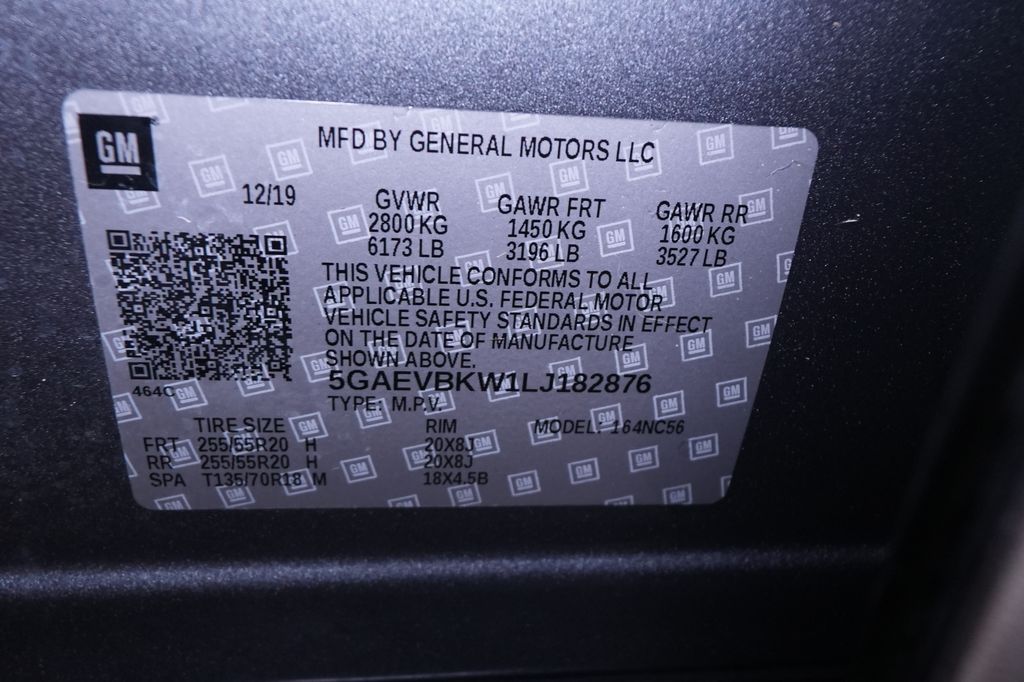 GM
MFD BY GENERAL MOTORS LLC
12/19
GVWR
2800 KG
6173 LB
GAWR FRT
1450 KG
3196 LB
GAWR RR
1600 KG
3527 LB
THIS VEHICLE CONFORMS TO ALL
APPLICABLE U.S. FEDERAL MOTOR
VEHICLE SAFETY STANDARDS IN EFFECT
ON THE DATE OF MANUFACTURE
SHOWN ABOVE.
464C
5GAEVBKW1LJ182876
TYPE: M.P.V.
TIRE SIZE RIM MODEL: 164NC56
FRT 255/55R20 H 20X8J
RR 255/55R20 H 20X8J
SPA T135/70R18 M 18X4.5B